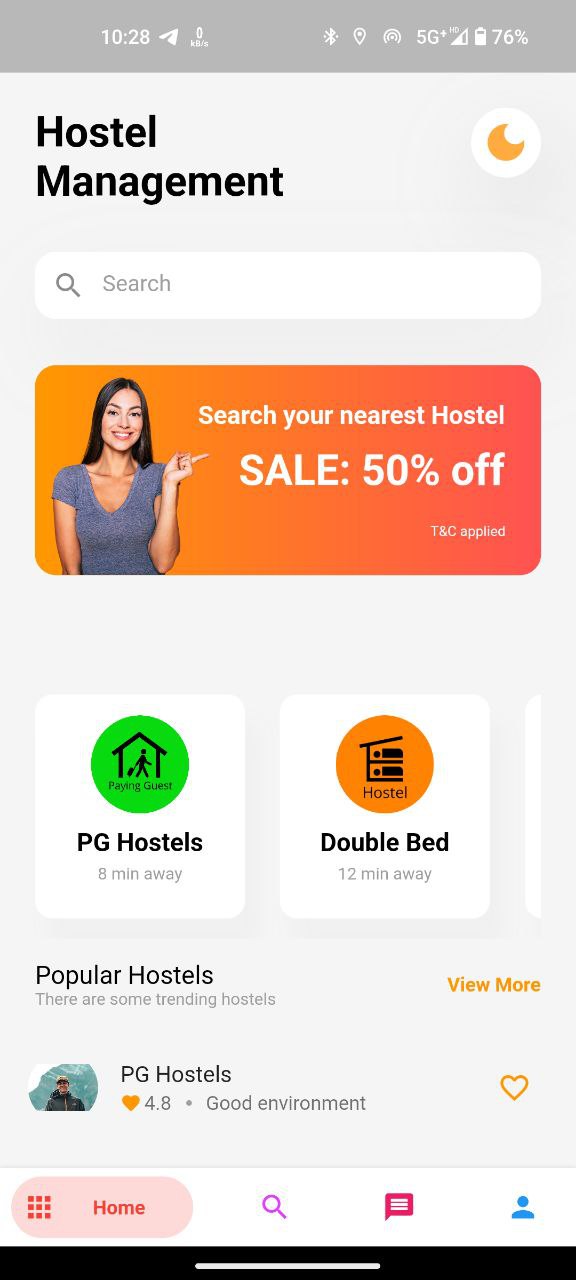 10:28 0 5G+ HD 76%
kB/s
Hostel
Management
Search
Search your nearest Hostel
SALE: 50% off
T&C applied
Paying Guest
Hostel
PG Hostels
Double Bed
8 min away
12 min away
Popular Hostels
View More
There are some trending hostels
PG Hostels
4.8 • Good environment
Home